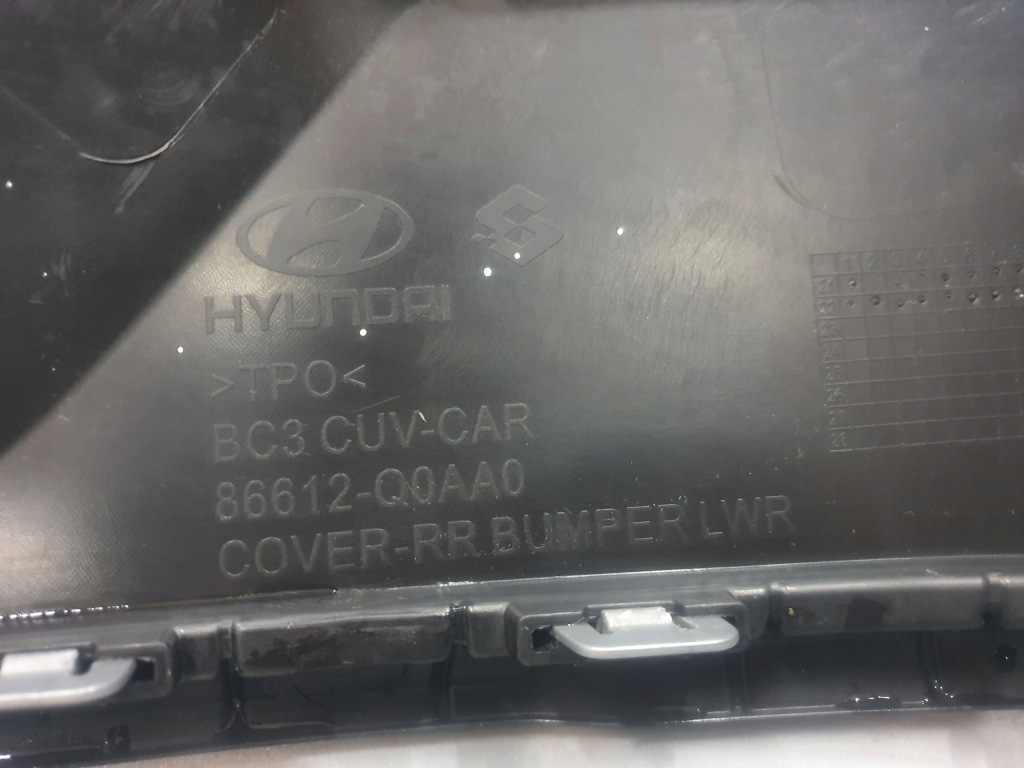 HYUNDAI
>TPO<
BC3 CUV-CAR
86612-Q0AA0
COVER-RR BUMPER LWR